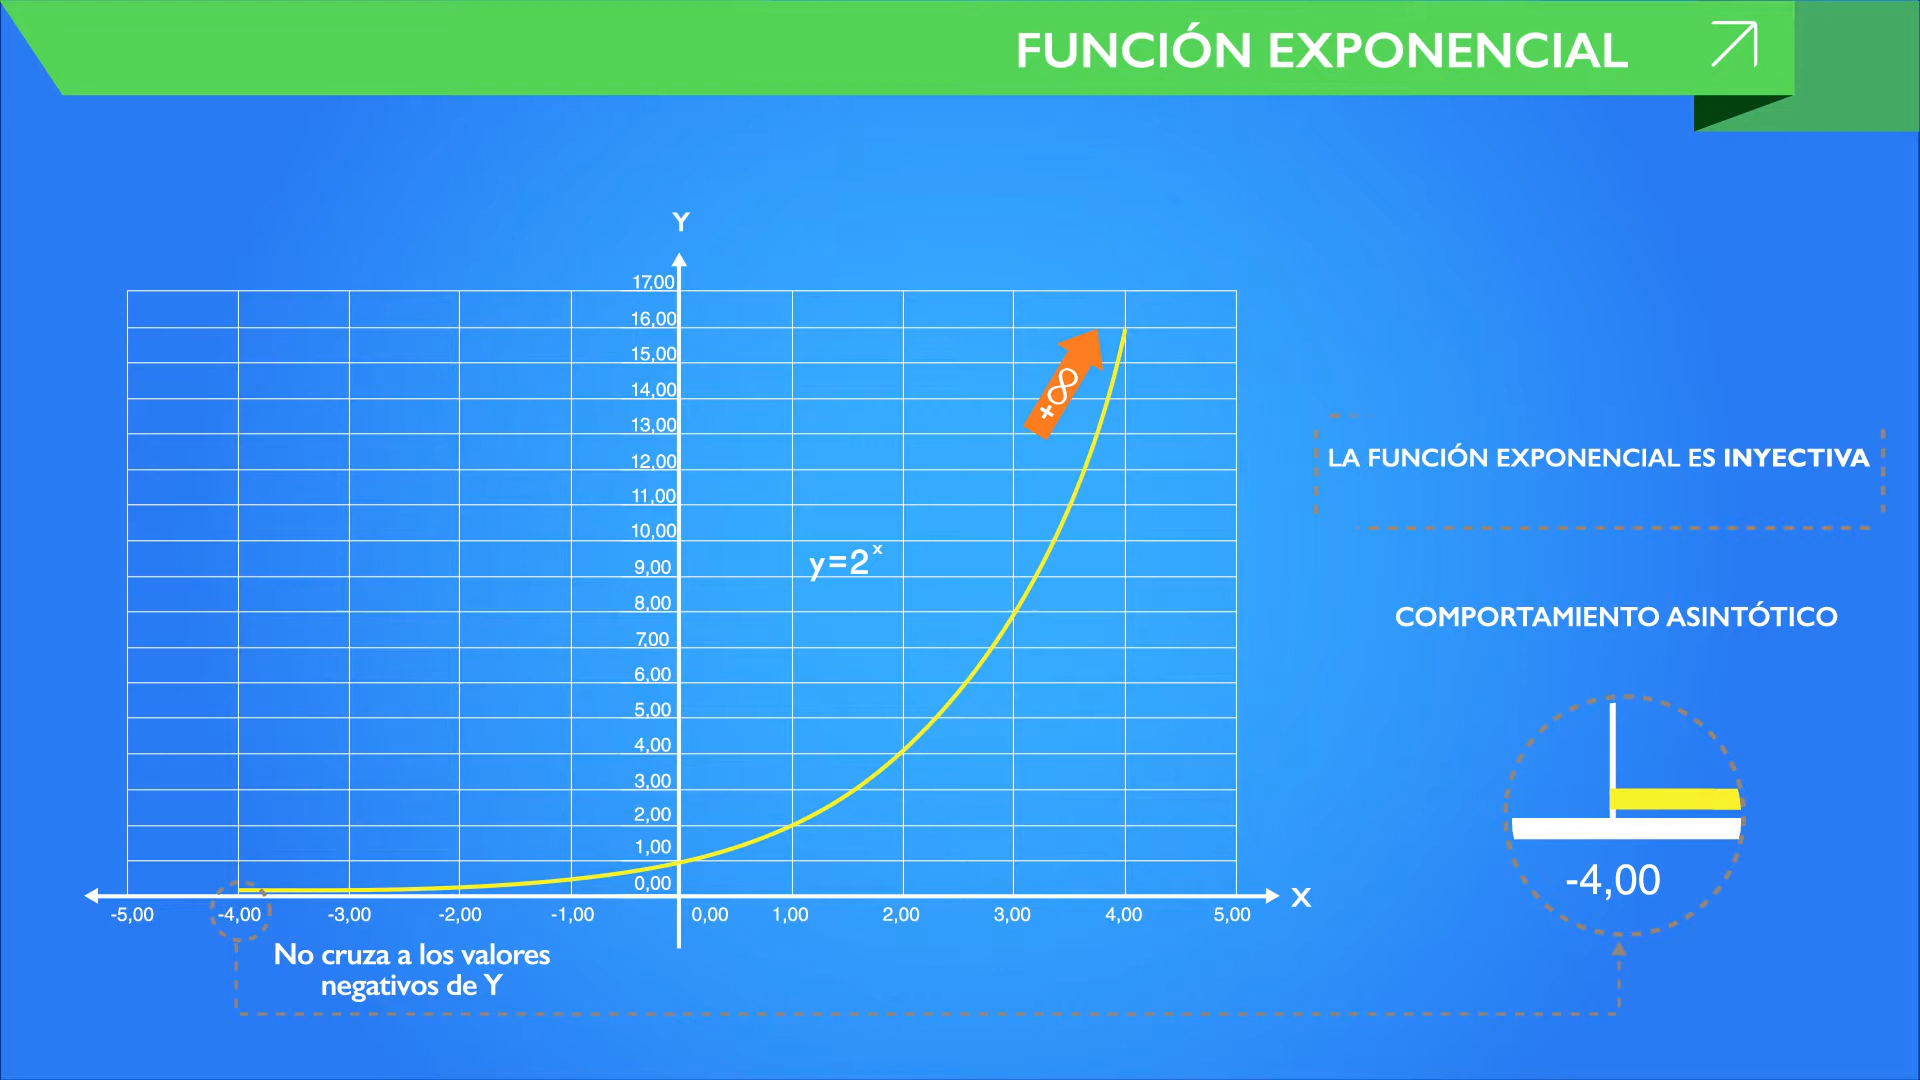 FUNCIÓN EXPONENCIAL
Y
17,00
16,00
15,00
14,00
13,00
12,00
11,00
10,00
9,00
8,00
7,00
6,00
5,00
4,00
3,00
2,00
1,00
0,00
+∞
y=2ˣ
-5,00 -4,00 -3,00 -2,00 -1,00 0,00 1,00 2,00 3,00 4,00 5,00 X
No cruza a los valores
negativos de Y
LA FUNCIÓN EXPONENCIAL ES INYECTIVA
COMPORTAMIENTO ASINTÓTICO
-4,00